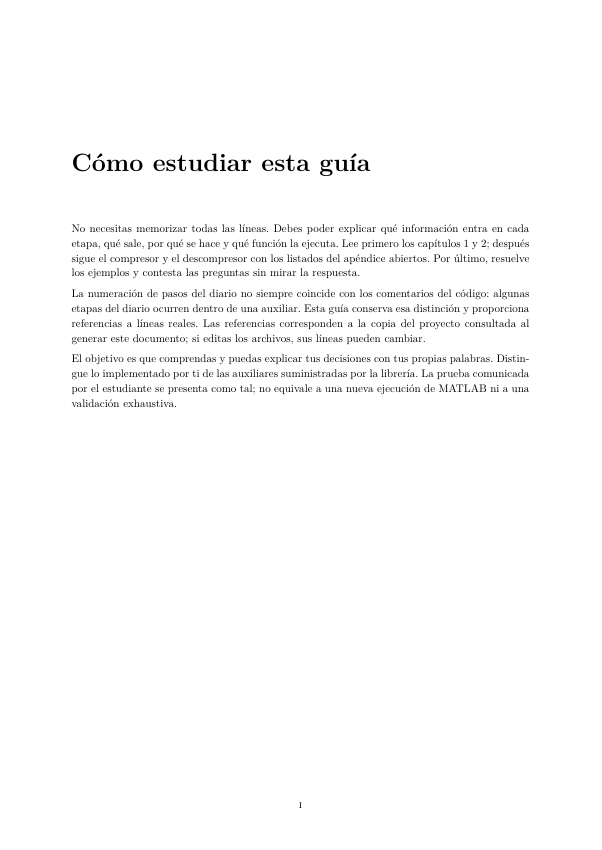 Cómo estudiar esta guía
No necesitas memorizar todas las líneas. Debes poder explicar qué información entra en cada
etapa, qué sale, por qué se hace y qué función la ejecuta. Lee primero los capítulos 1 y 2; después
sigue el compresor y el descompresor con los listados del apéndice abiertos. Por último, resuelve
los ejemplos y contesta las preguntas sin mirar la respuesta.
La numeración de pasos del diario no siempre coincide con los comentarios del código: algunas
etapas del diario ocurren dentro de una auxiliar. Esta guía conserva esa distinción y proporciona
referencias a líneas reales. Las referencias corresponden a la copia del proyecto consultada al
generar este documento; si editas los archivos, sus líneas pueden cambiar.
El objetivo es que comprendas y puedas explicar tus decisiones con tus propias palabras. Distin-
gue lo implementado por ti de las auxiliares suministradas por la librería. La prueba comunicada
por el estudiante se presenta como tal; no equivale a una nueva ejecución de MATLAB ni a una
validación exhaustiva.
I